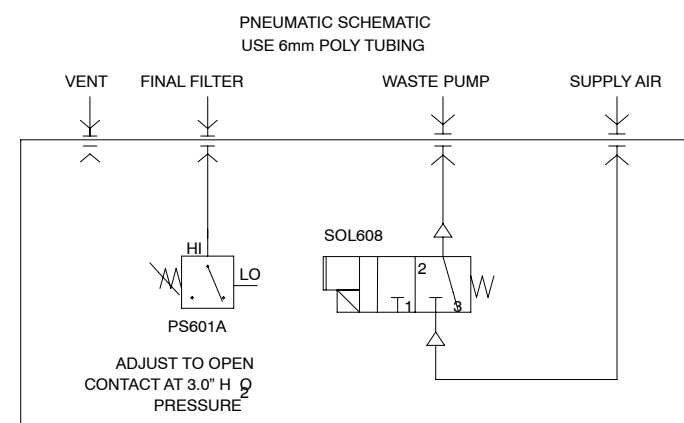 PNEUMATIC SCHEMATIC
USE 6mm POLY TUBING
VENT FINAL FILTER WASTE PUMP SUPPLY AIR
SOL608
HI
LO
2
1 3
PS601A
ADJUST TO OPEN
CONTACT AT 3.0" H2O
PRESSURE